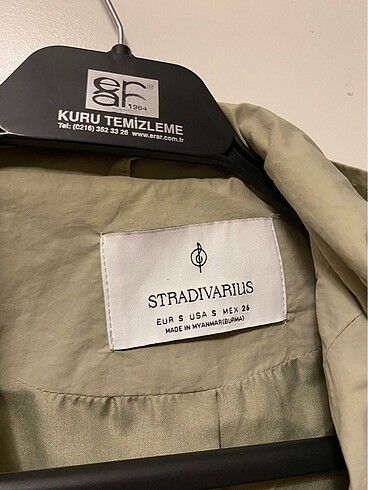 erar
1984
KURU TEMİZLEME
Tel: (0216) 352 33 26 www.erar.com.tr
STRADIVARIUS
EUR S USA S MEX 26
MADE IN MYANMAR(BURMA)